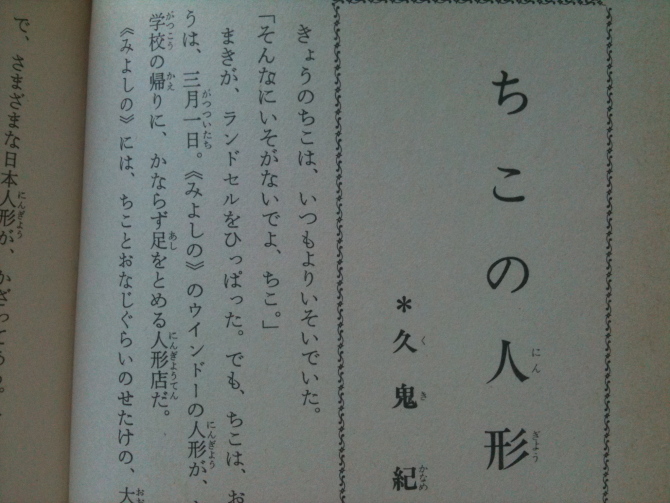 ちこの人形
＊久鬼紀
きょうのちこは、いつもよりいそいでいた。
「そんなにいそがないでよ、ちこ。」
まきが、ランドセルをひっぱった。でも、ちこは、お
うは、三月一日。《みよしの》のウインドーの人形が、
学校の帰りに、かならず足をとめる人形店だ。
《みよしの》には、ちことおなじぐらいのせたけの、大
で、さまざまな日本人形が、かざってある。